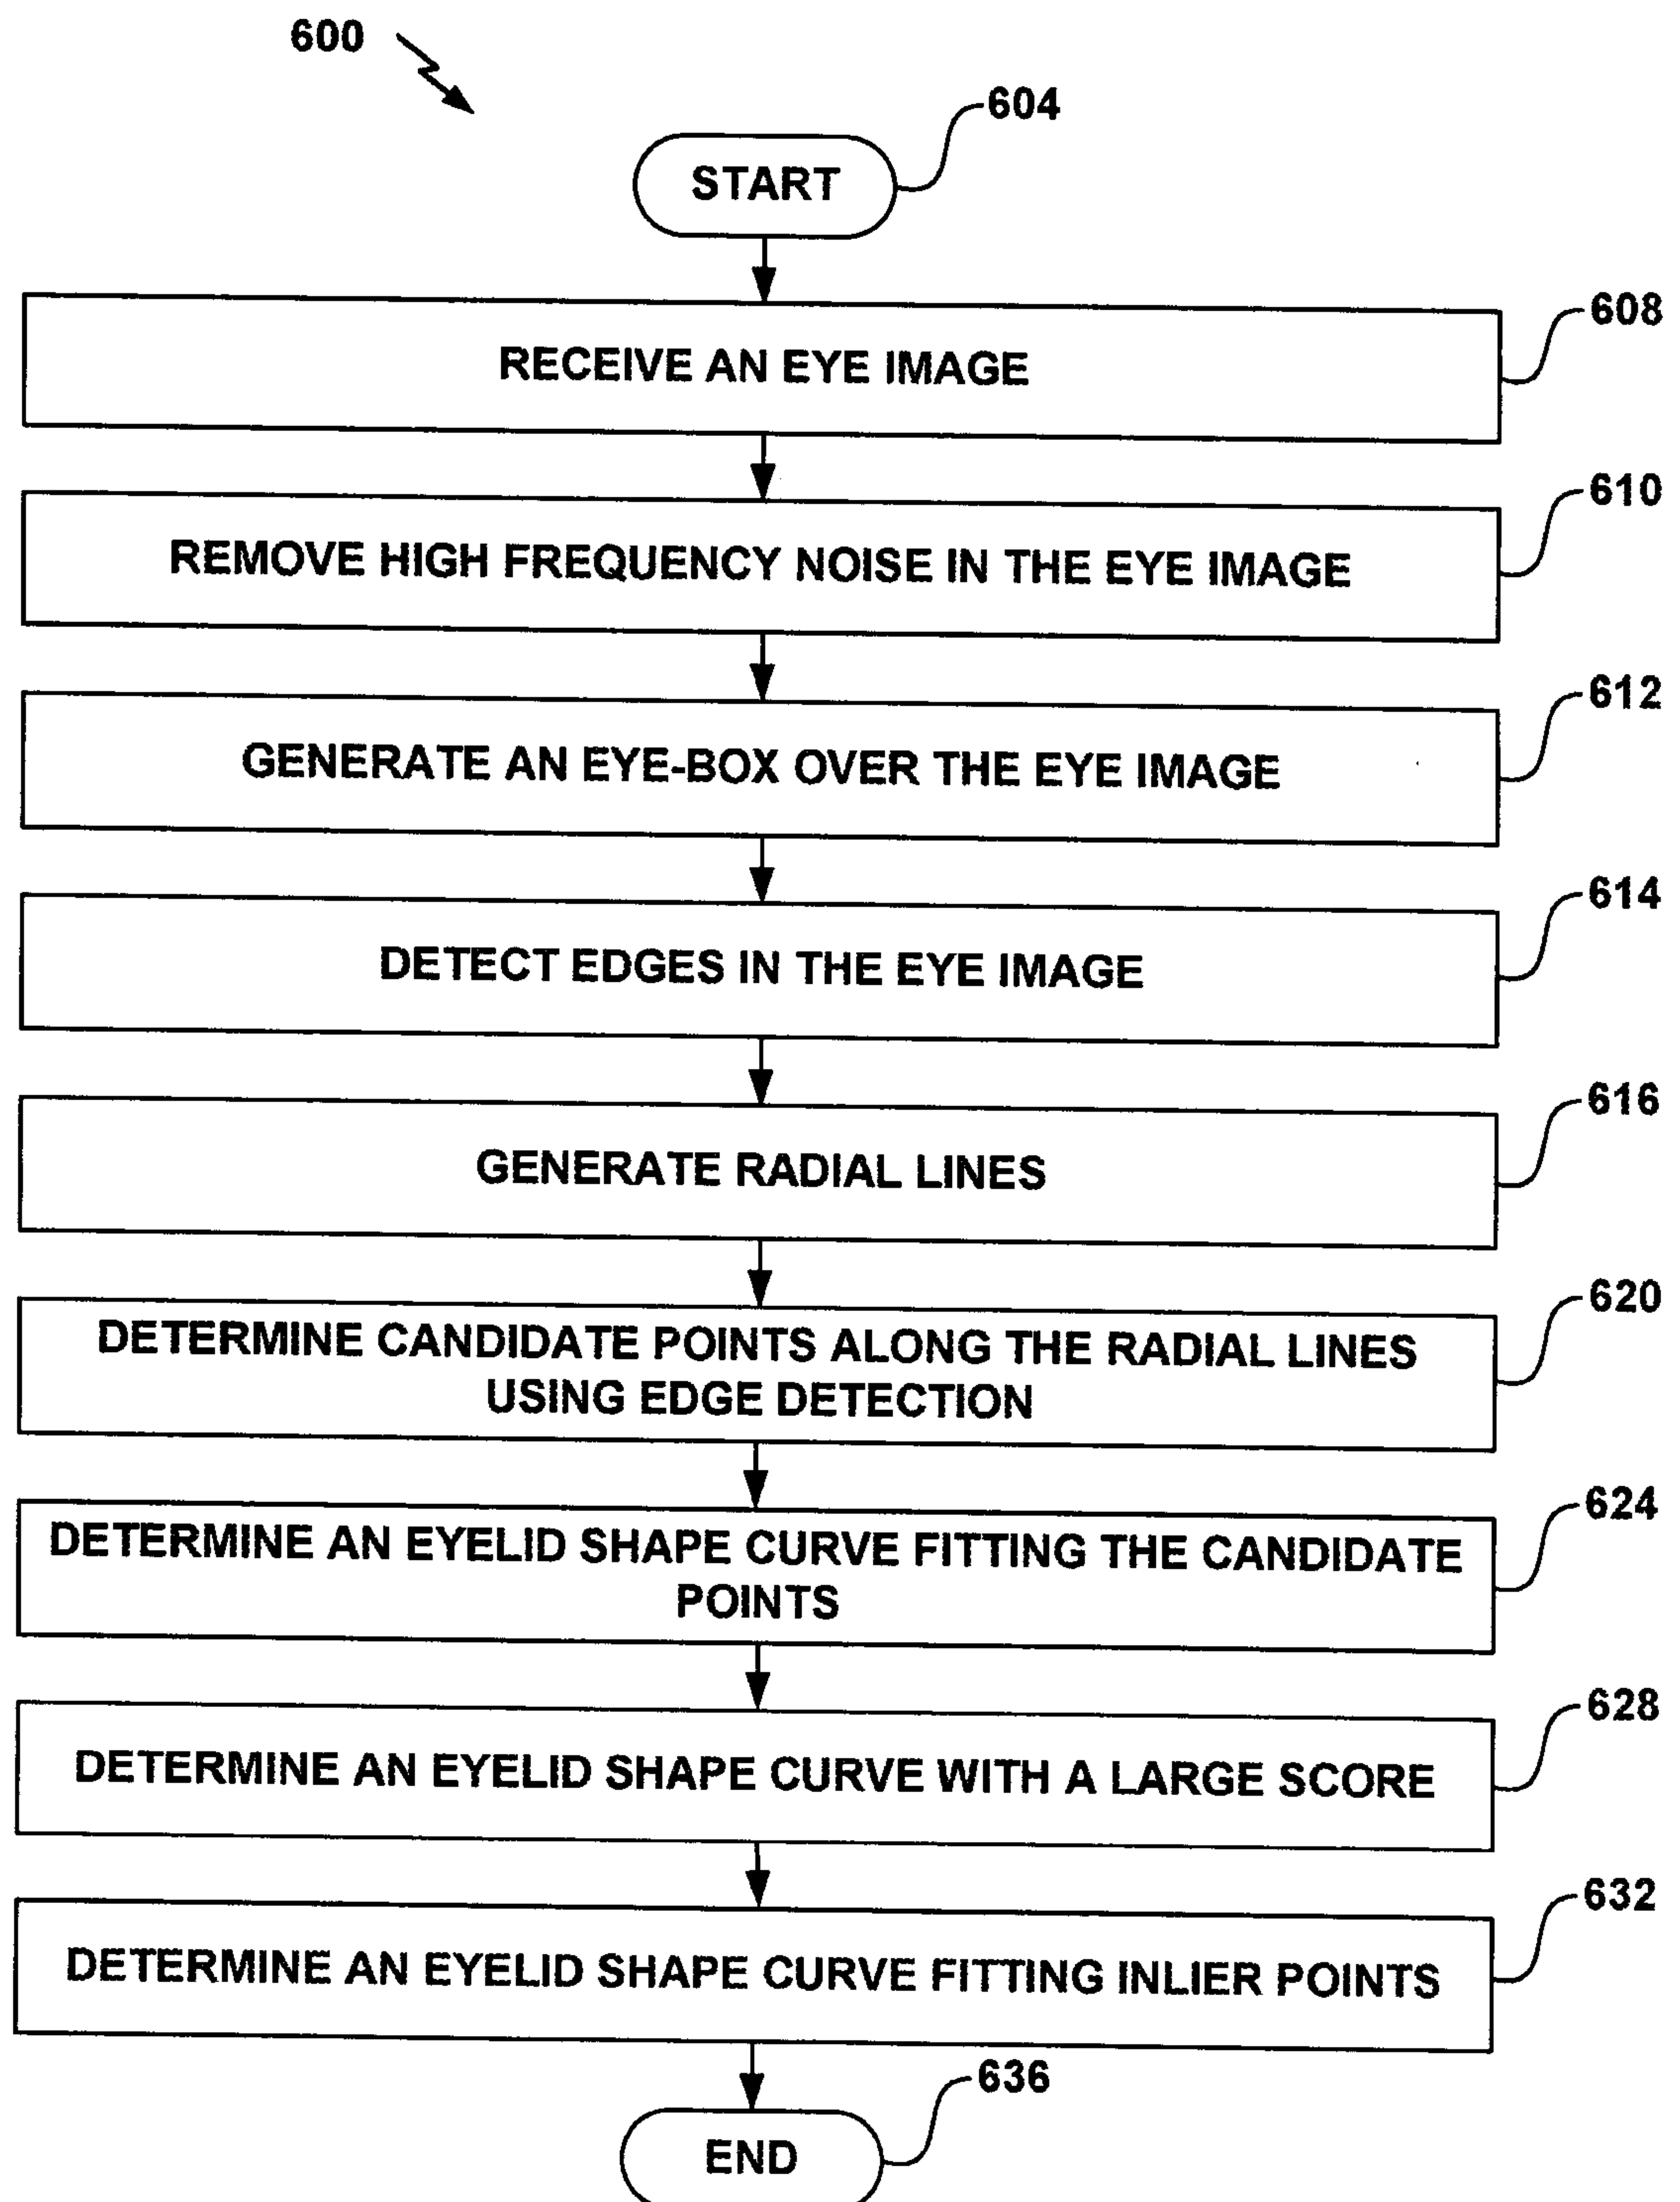 600
604
START
608
RECEIVE AN EYE IMAGE
610
REMOVE HIGH FREQUENCY NOISE IN THE EYE IMAGE
612
GENERATE AN EYE-BOX OVER THE EYE IMAGE
614
DETECT EDGES IN THE EYE IMAGE
616
GENERATE RADIAL LINES
620
DETERMINE CANDIDATE POINTS ALONG THE RADIAL LINES
USING EDGE DETECTION
624
DETERMINE AN EYELID SHAPE CURVE FITTING THE CANDIDATE
POINTS
628
DETERMINE AN EYELID SHAPE CURVE WITH A LARGE SCORE
632
DETERMINE AN EYELID SHAPE CURVE FITTING INLIER POINTS
636
END